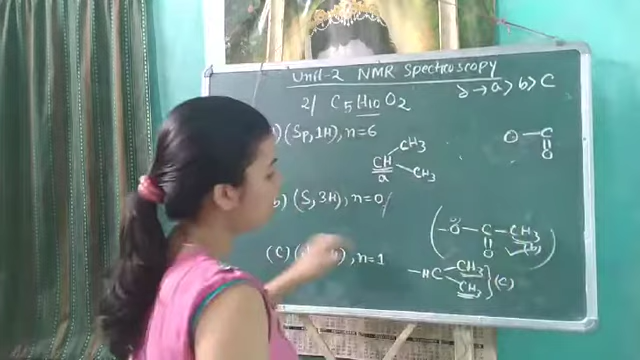 Unit-2 NMR Spectroscopy
2/ C5H10O2
δ → a > b > c
) (Sp, 1H), n=6
CH3
CH
CH3
a
O-C
||
O
b) (S, 3H), n=0
(-O-C-CH3)
||
O
(b)
(C) ( ), n=1
-HC
CH3
CH3
(c)